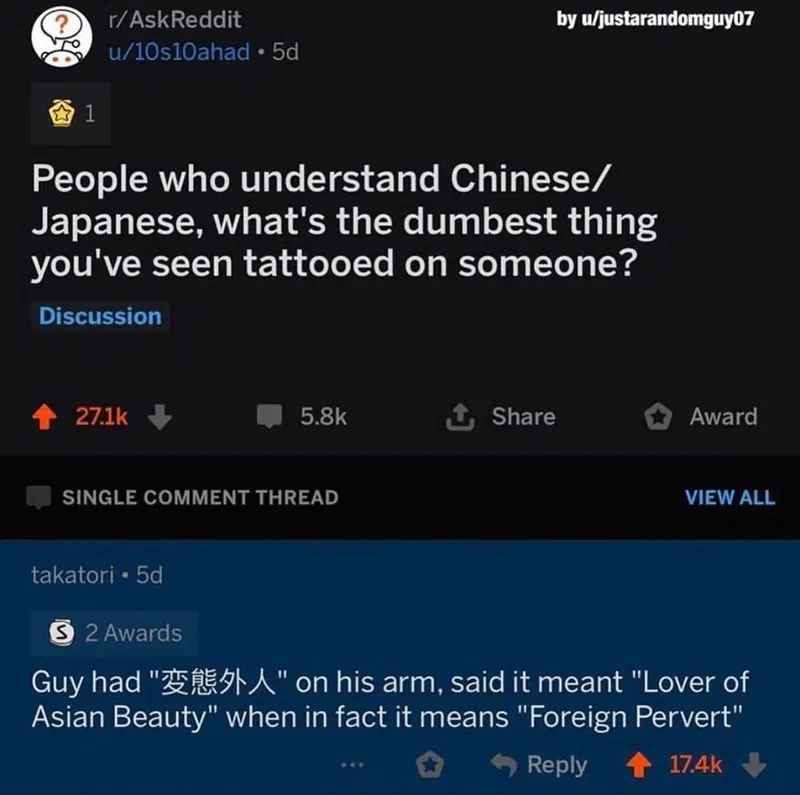 r/AskReddit
by u/justarandomguy07
u/10s10ahad • 5d
1
People who understand Chinese/
Japanese, what's the dumbest thing
you've seen tattooed on someone?
Discussion
27.1k
5.8k
Share
Award
SINGLE COMMENT THREAD
VIEW ALL
takatori • 5d
S 2 Awards
Guy had "変態外人" on his arm, said it meant "Lover of
Asian Beauty" when in fact it means "Foreign Pervert"
... Reply 17.4k